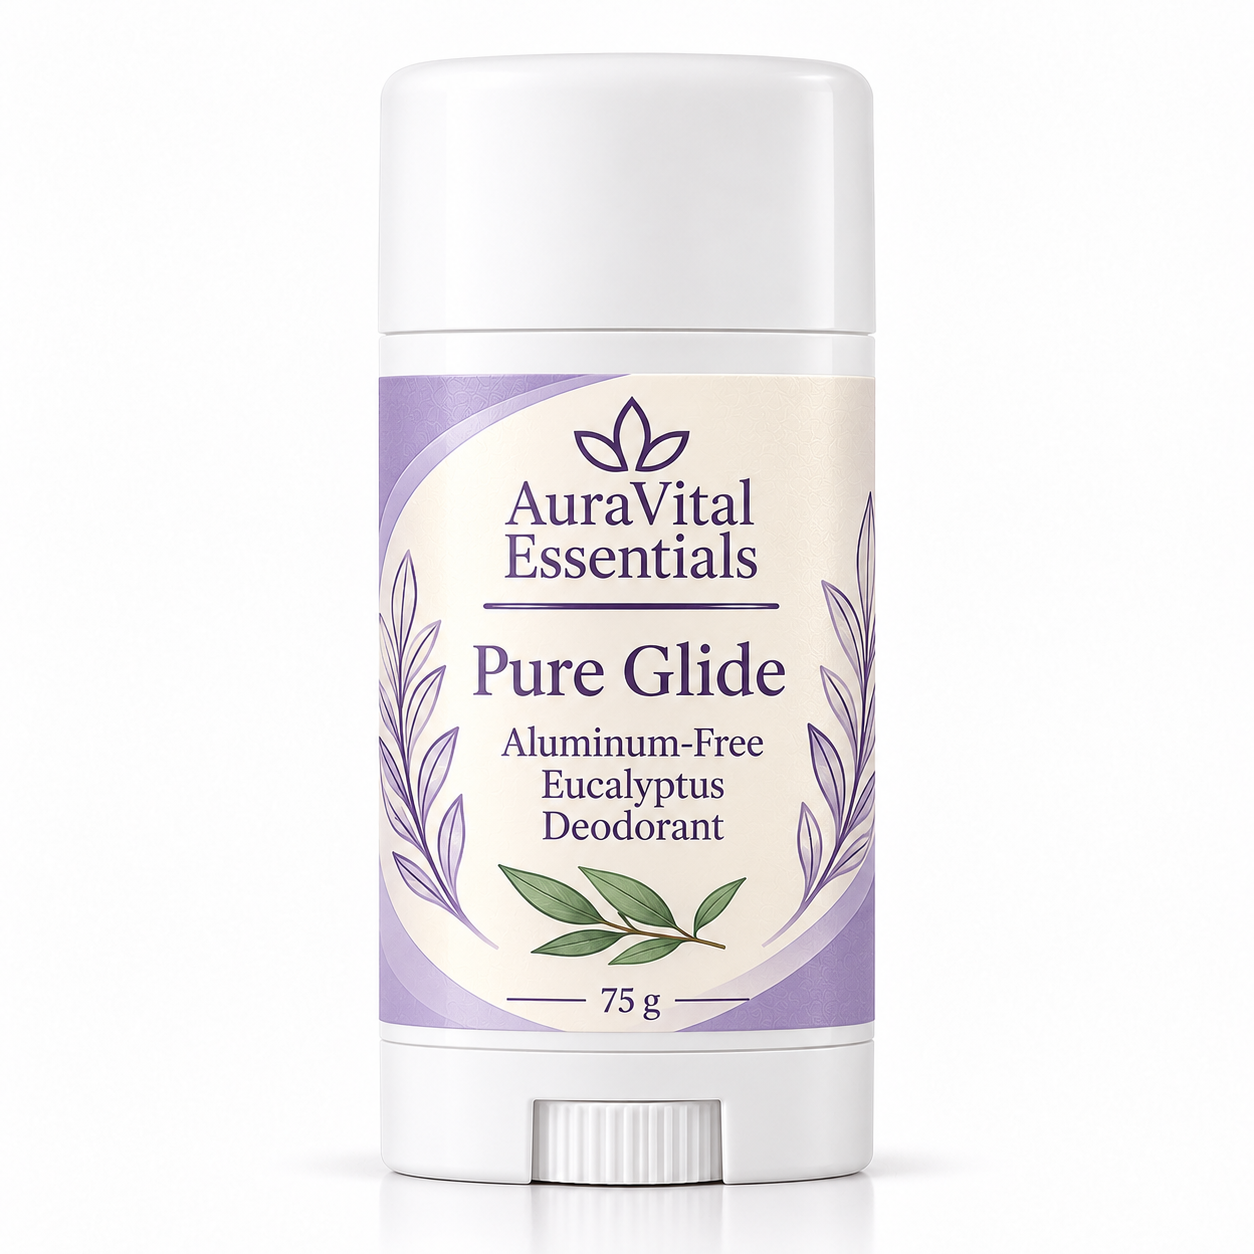 AuraVital
Essentials
Pure Glide
Aluminum-Free
Eucalyptus
Deodorant
75 g